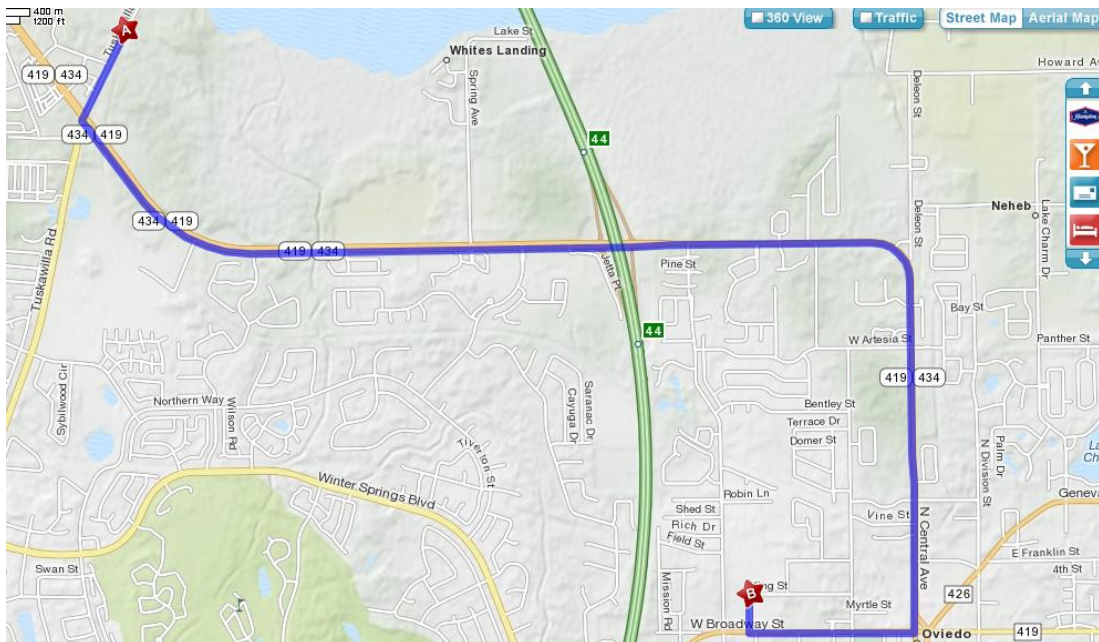 400 m
1200 ft
360 View
Traffic
Street Map
Aerial Map
A
Lake St
Whites Landing
Howard
419
434
Spring Ave
Deleon St
44
434
419
Hampton
Neheb
Lake Charm Dr
434
419
419
434
Deleon St
Tuskawilla Rd
Jetta Pt
Pine St
Bay St
44
W Artesia St
Panther St
419
434
Sybilwood Cir
Northern Way
Wilson Rd
Saranac Dr
Cayuga Dr
Bentley St
Terrace Dr
Domer St
Tiverton St
N Division St
Palm Dr
Winter Springs Blvd
Robin Ln
Shed St
Vine St
Rich Dr
Field St
N Central Ave
E Franklin St
4th St
Swan St
Mission Rd
B
426
Myrtle St
W Broadway St
Oviedo
419